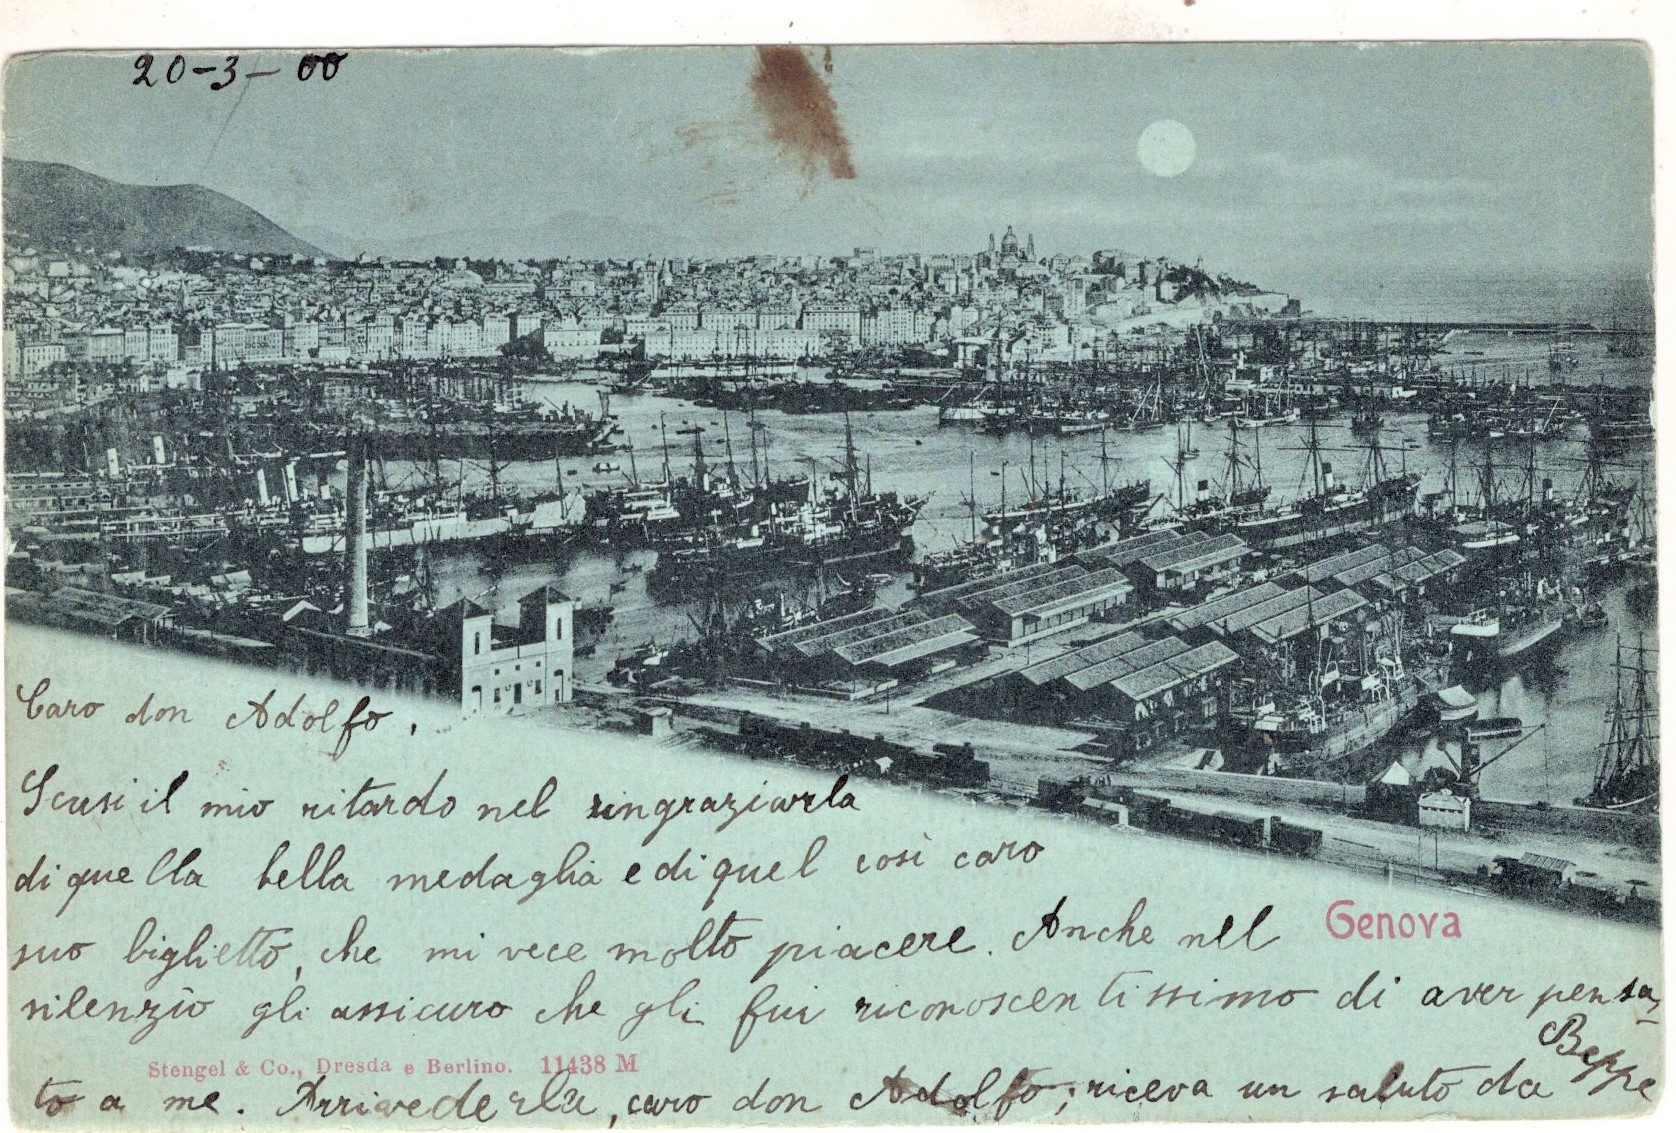 20-3-00
Caro don Adolfo,
Scusi il mio ritardo nel ringraziarla
di quella bella medaglia e di quel così caro
suo biglietto, che mi vece molto piacere. Anche nel
Genova
silenzio gli assicuro che gli fui riconoscentissimo di aver pensa-
Stengel & Co., Dresda e Berlino. 11438 M
to a me. Arrivederla, caro don Adolfo; riceva un saluto da Beppe